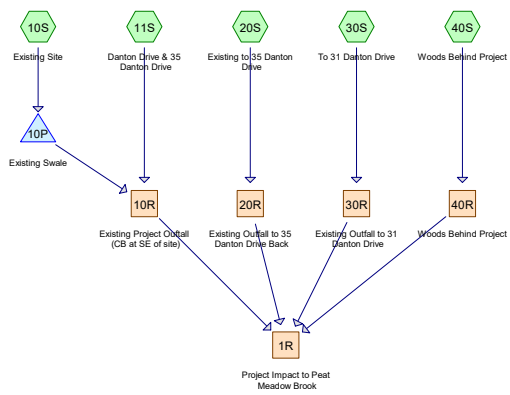 10S
11S
20S
30S
40S
Existing Site
Danton Drive & 35
Danton Drive
Existing to 35 Danton
Drive
To 31 Danton Drive
Woods Behind Project
10P
Existing Swale
10R
20R
30R
40R
Existing Project Outfall
(CB at SE of site)
Existing Outfall to 35
Danton Drive Back
Existing Outfall to 31
Danton Drive
Woods Behind Project
1R
Project Impact to Peat
Meadow Brook